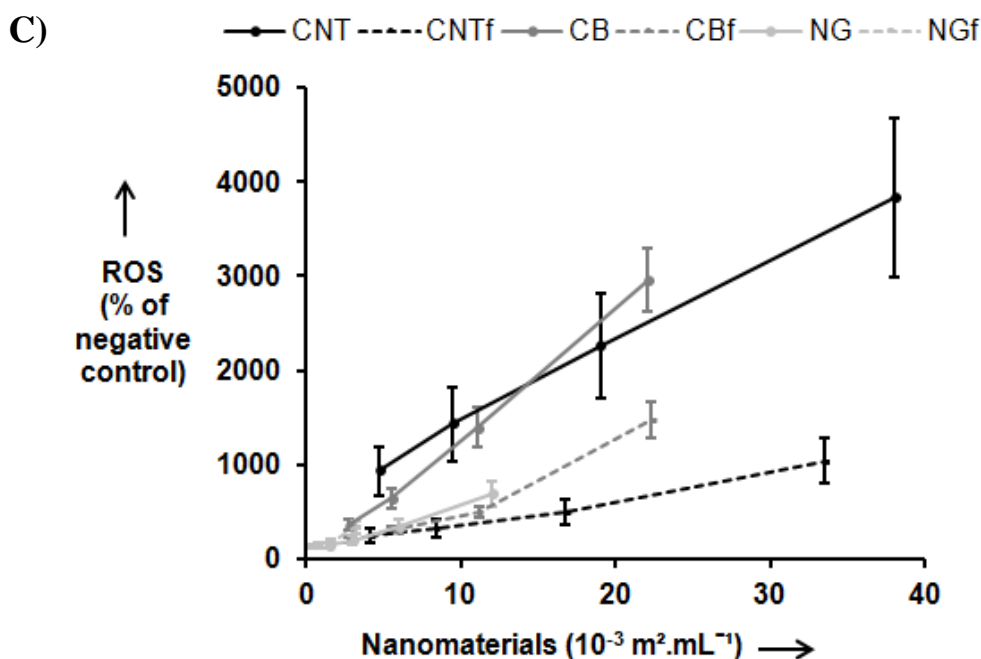 C)
CNT CNTf CB CBf NG NGf
5000
4000
3000
2000
1000
0
ROS
(% of
negative
control)
0 10 20 30 40
Nanomaterials (10⁻³ m².mL⁻¹)